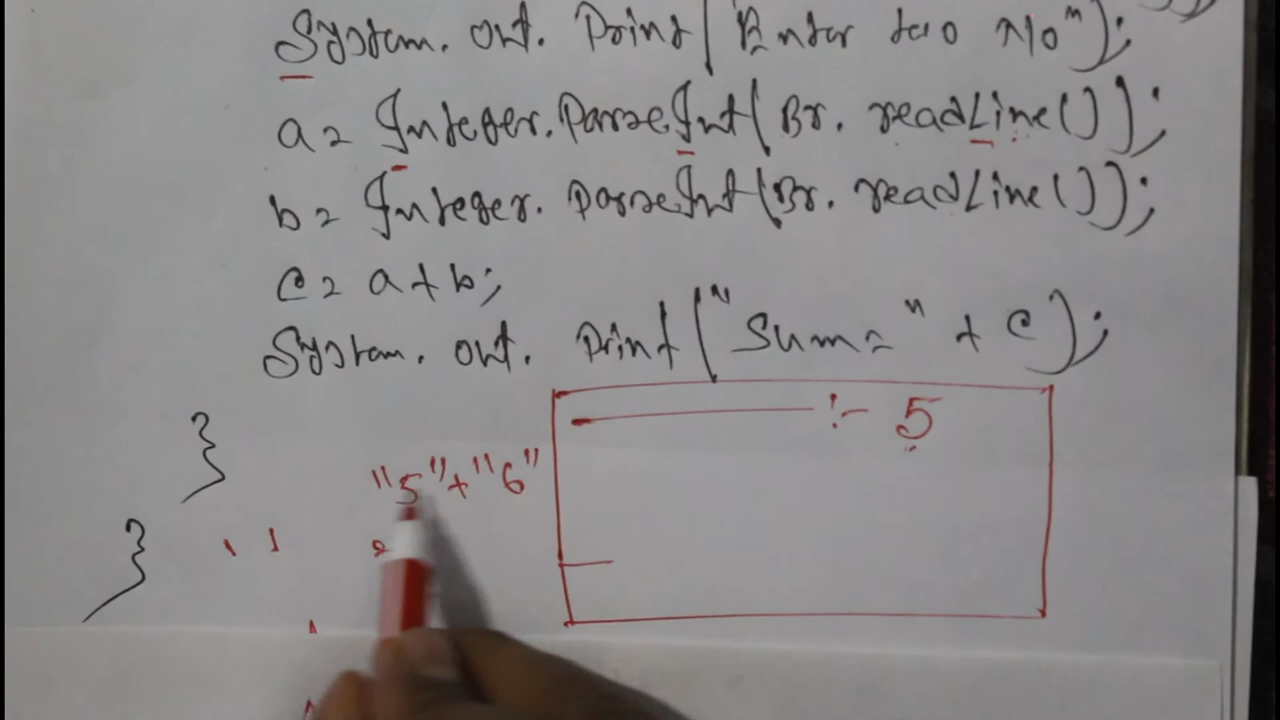 System. out. Print( Enter two No");
a = Integer.ParseInt( Br. readLine());
b = Integer. ParseInt(Br. readLine());
c = a + b;
System. out. Print("Sum=" + c);
:- 5
}
"5"+"6"
}